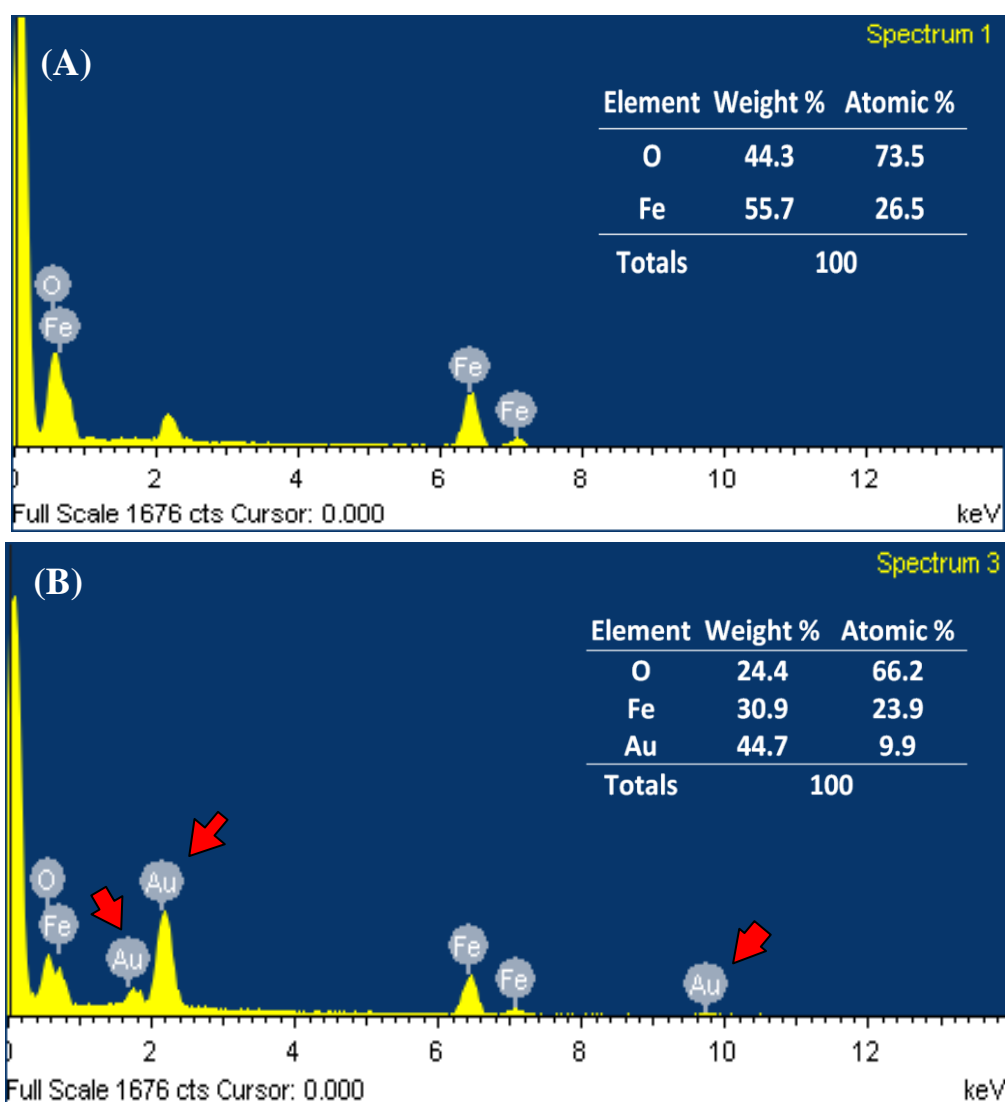 Spectrum 1
(A)
Element Weight % Atomic %
O 44.3 73.5
Fe 55.7 26.5
Totals 100
O
Fe
Fe
Fe
2 4 6 8 10 12
Full Scale 1676 cts Cursor: 0.000 keV
Spectrum 3
(B)
Element Weight % Atomic %
O 24.4 66.2
Fe 30.9 23.9
Au 44.7 9.9
Totals 100
O
Au
Fe
Au
Fe
Fe
Au
0 2 4 6 8 10 12
Full Scale 1676 cts Cursor: 0.000 keV